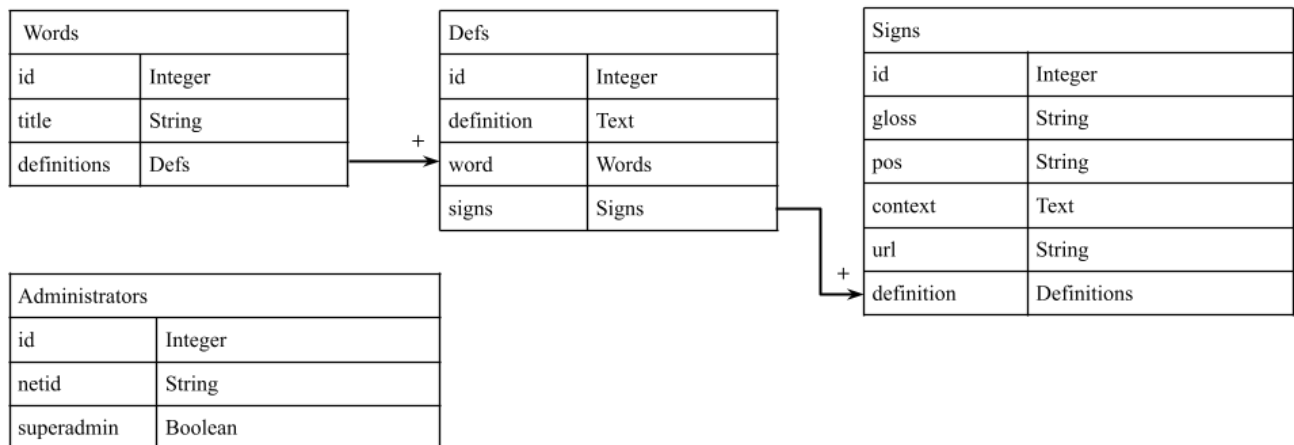 Words
id Integer
title String
definitions Defs
+
Defs
id Integer
definition Text
word Words
signs Signs
+
Signs
id Integer
gloss String
pos String
context Text
url String
definition Definitions
Administrators
id Integer
netid String
superadmin Boolean